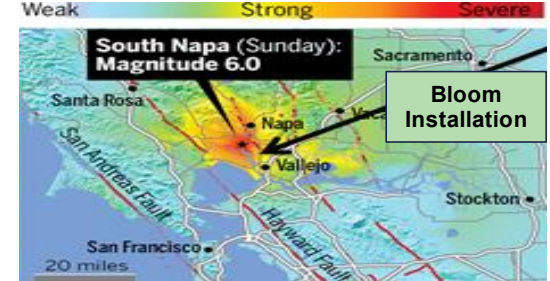 Weak Strong Severe
South Napa (Sunday):
Magnitude 6.0
Sacramento
Bloom
Installation
Santa Rosa
Napa
Vallejo
San Andreas Fault
Stockton
Hayward Fault
San Francisco
20 miles